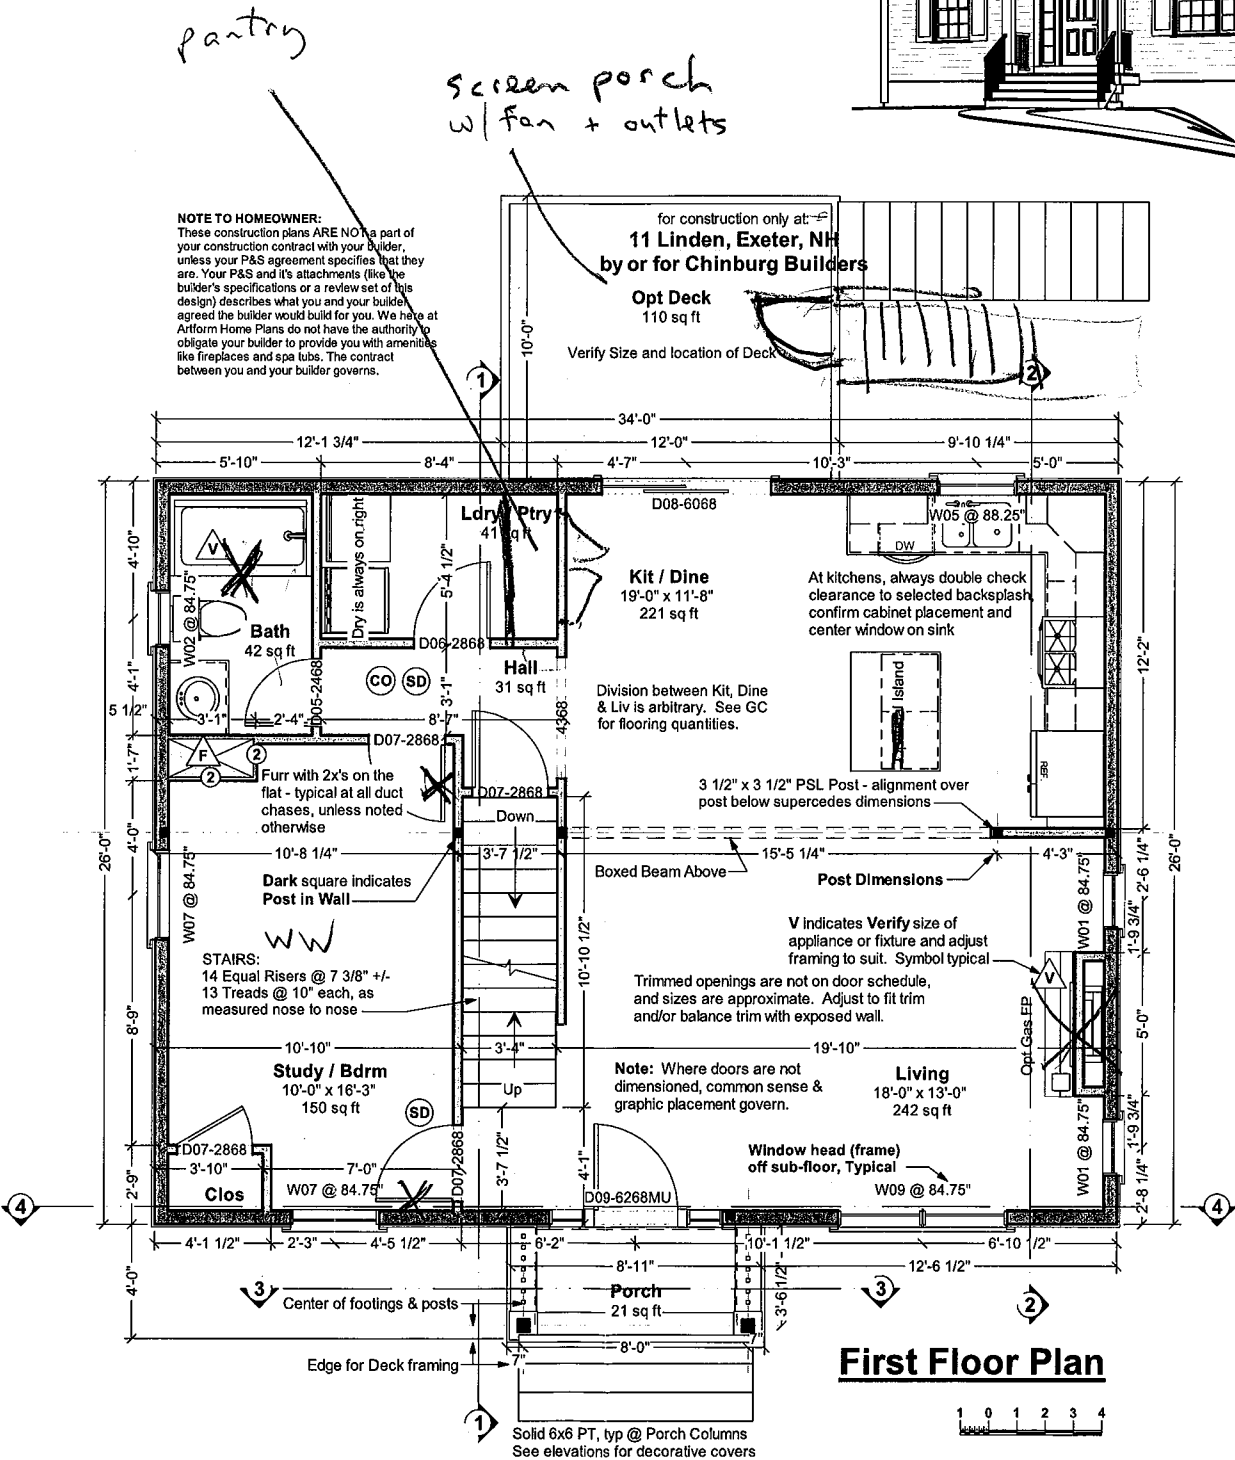 pantry
screen porch
w/ fan + outlets
NOTE TO HOMEOWNER:
These construction plans ARE NOT a part of
your construction contract with your builder,
unless your P&S agreement specifies that they
are. Your P&S and it's attachments (like the
builder's specifications or a review set of this
design) describes what you and your builder
agreed the builder would build for you. We here at
Artform Home Plans do not have the authority to
obligate your builder to provide you with amenities
like fireplaces and spa tubs. The contract
between you and your builder governs.
for construction only at:
11 Linden, Exeter, NH
by or for Chinburg Builders
Opt Deck
110 sq ft
10'-0"
Verify Size and location of Deck
1
2
34'-0"
12'-1 3/4"
12'-0"
9'-10 1/4"
5'-10"
8'-4"
4'-7"
10'-3"
5'-0"
D08-6068
W05 @ 88.25"
DW
Ldry / Ptry
41 sq ft
Dry is always on right
5'-4 1/2"
V
4'-10"
W02 @ 84.75"
Bath
42 sq ft
Kit / Dine
19'-0" x 11'-8"
221 sq ft
At kitchens, always double check
clearance to selected backsplash,
confirm cabinet placement and
center window on sink
D06-2868
Hall
31 sq ft
CO
SD
D05-2468
3'-1"
4'-1"
5 1/2"
3'-1"
2'-4"
8'-7"
4368
Division between Kit, Dine
& Liv is arbitrary. See GC
for flooring quantities.
Island
12'-2"
REF.
D07-2868
1'-7"
F
2
2
Furr with 2x's on the
flat - typical at all duct
chases, unless noted
otherwise
D07-2868
Down
3 1/2" x 3 1/2" PSL Post - alignment over
post below supercedes dimensions
26'-0"
4'-0"
10'-8 1/4"
3'-7 1/2"
15'-5 1/4"
4'-3"
2'-6 1/4"
26'-0"
Boxed Beam Above
Post Dimensions
Dark square indicates
Post in Wall
W07 @ 84.75"
W01 @ 84.75"
1'-9 3/4"
WW
V indicates Verify size of
appliance or fixture and adjust
framing to suit. Symbol typical
STAIRS:
14 Equal Risers @ 7 3/8" +/-
13 Treads @ 10" each, as
measured nose to nose
10'-10 1/2"
Trimmed openings are not on door schedule,
and sizes are approximate. Adjust to fit trim
and/or balance trim with exposed wall.
V
Opt Gas FP
5'-0"
8'-9"
10'-10"
3'-4"
19'-10"
Study / Bdrm
10'-0" x 16'-3"
150 sq ft
Up
Note: Where doors are not
dimensioned, common sense &
graphic placement govern.
Living
18'-0" x 13'-0"
242 sq ft
SD
D07-2868
3'-10"
7'-0"
D07-2868
3'-7 1/2"
4'-1"
Window head (frame)
off sub-floor, Typical
W01 @ 84.75"
1'-9 3/4"
2'-9"
Clos
W07 @ 84.75"
D09-6268MU
W09 @ 84.75"
2'-8 1/4"
4
4
4'-1 1/2"
2'-3"
4'-5 1/2"
6'-2"
10'-1 1/2"
6'-10 1/2"
8'-11"
12'-6 1/2"
4'-0"
3
Center of footings & posts
Porch
21 sq ft
3'-6 1/2"
3
2
8'-0"
7"
7"
Edge for Deck framing
First Floor Plan
1
Solid 6x6 PT, typ @ Porch Columns
See elevations for decorative covers
1 0 1 2 3 4